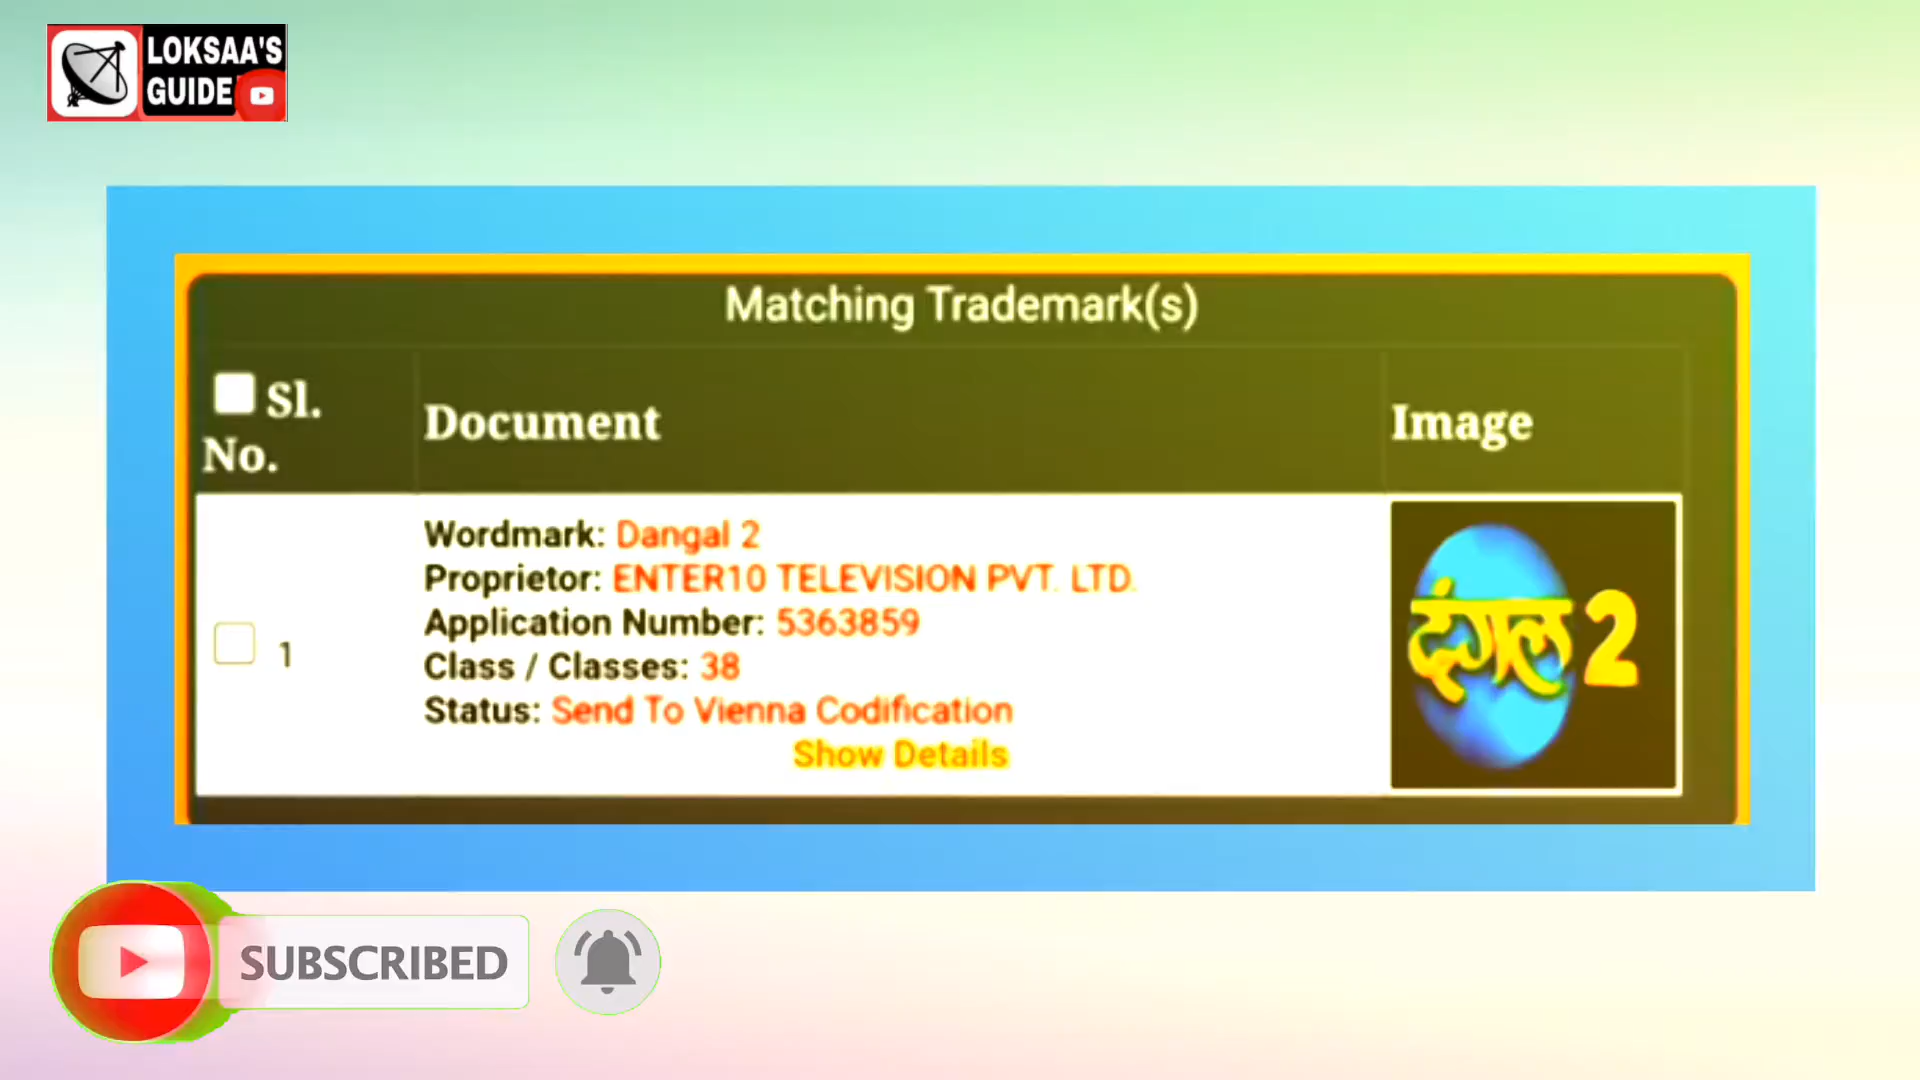 LOKSAA'S
GUIDE
Matching Trademark(s)
Sl.
No.
Document
Image
Wordmark: Dangal 2
Proprietor: ENTER10 TELEVISION PVT. LTD.
Application Number: 5363859
Class / Classes: 38
Status: Send To Vienna Codification
Show Details
1
दंगल 2
SUBSCRIBED